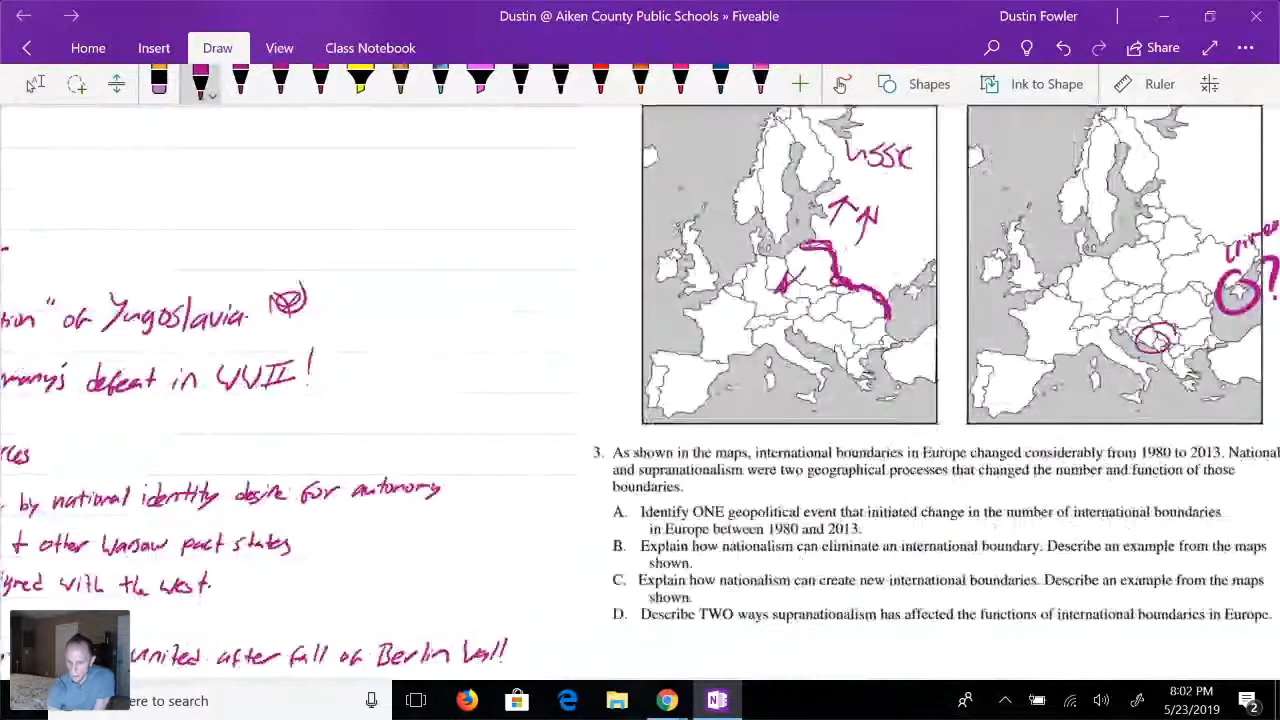 Dustin @ Aiken County Public Schools » Fiveable
Dustin Fowler
Home Insert Draw View Class Notebook
Share
Shapes Ink to Shape Ruler
USSR
" of Yugoslavia
defeat in WWII!
by national identity desire for autonomy
+ other Warsaw pact states
with the west.
united after fall of Berlin Wall
?
3. As shown in the maps, international boundaries in Europe changed considerably from 1980 to 2013. National
and supranationalism were two geographical processes that changed the number and function of those
boundaries.
A. Identify ONE geopolitical event that initiated change in the number of international boundaries
in Europe between 1980 and 2013.
B. Explain how nationalism can eliminate an international boundary. Describe an example from the maps
shown.
C. Explain how nationalism can create new international boundaries. Describe an example from the maps
shown.
D. Describe TWO ways supranationalism has affected the functions of international boundaries in Europe.
ere to search
8:02 PM
5/23/2019
2